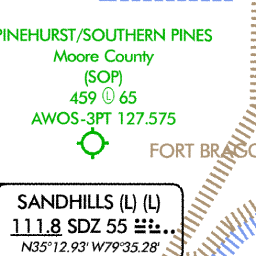 PINEHURST/SOUTHERN PINES
Moore County
(SOP)
459 Ⓛ 65
AWOS-3PT 127.575
FORT BRAGG
SANDHILLS (L) (L)
111.8 SDZ 55
N35°12.93' W79°35.28'